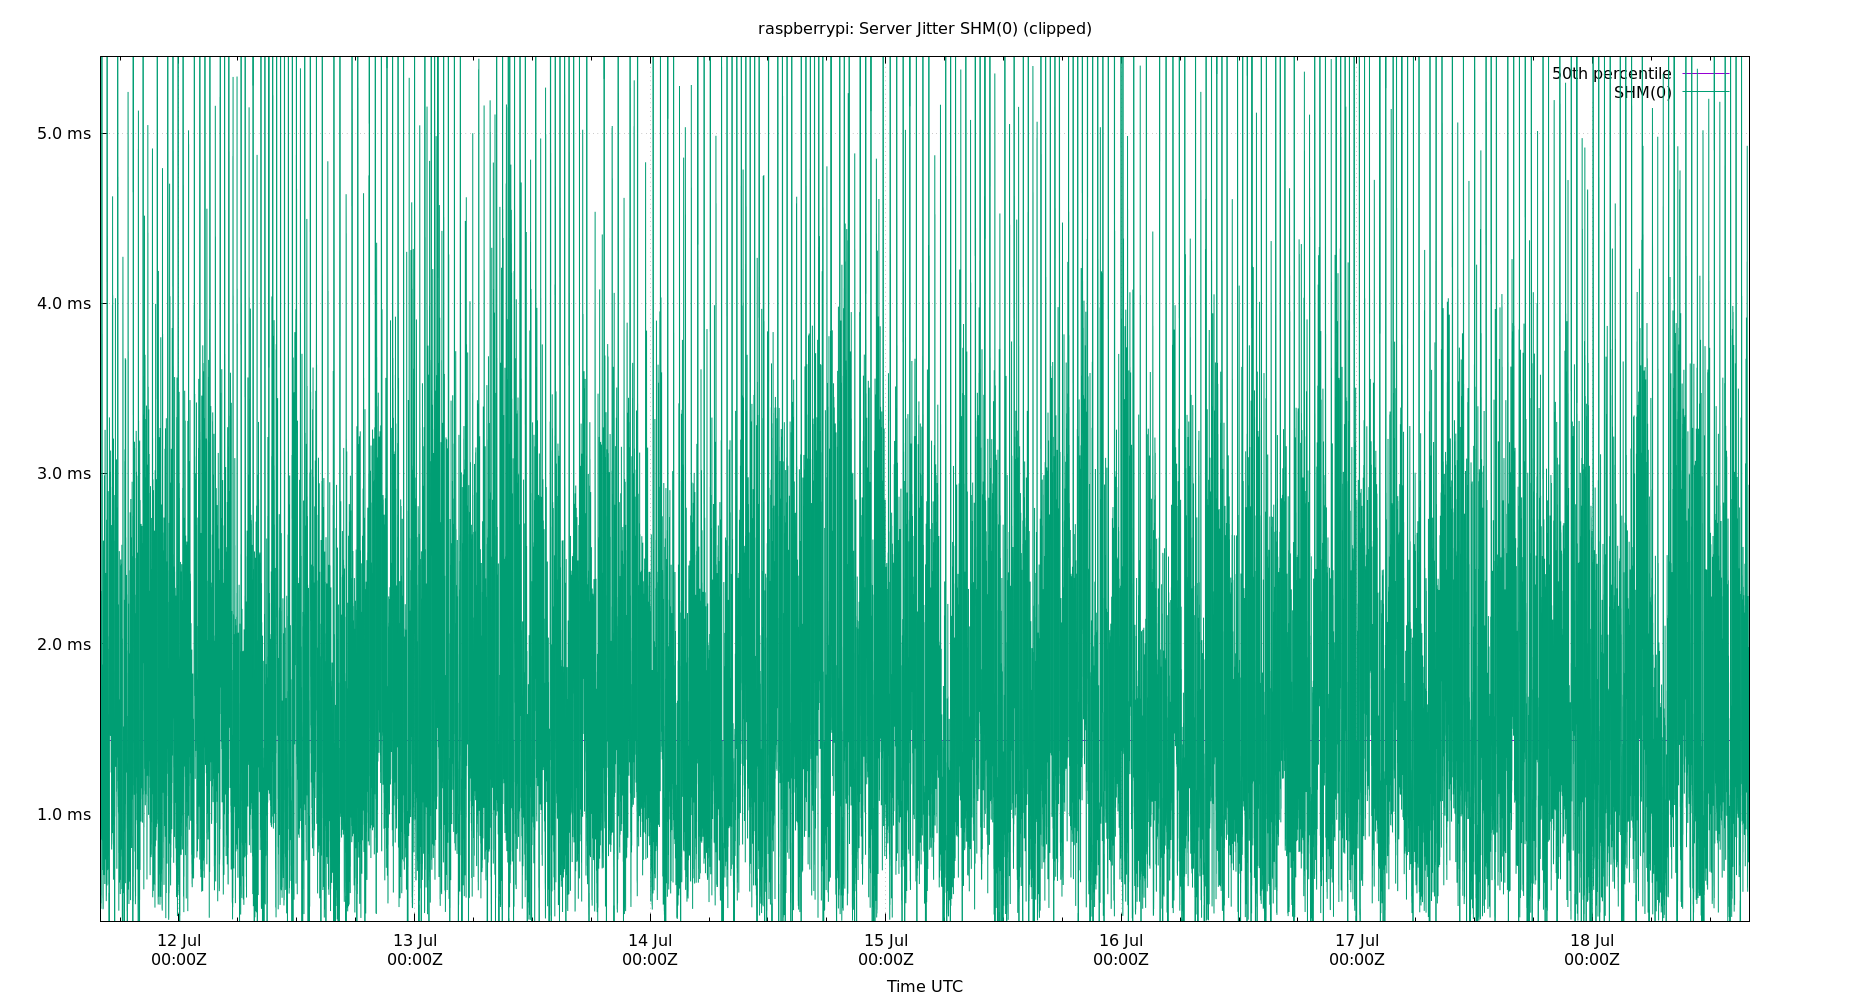 raspberrypi: Server Jitter SHM(0) (clipped)
50th percentile
SHM(0)
5.0 ms
4.0 ms
3.0 ms
2.0 ms
1.0 ms
12 Jul 13 Jul 14 Jul 15 Jul 16 Jul 17 Jul 18 Jul
00:00Z 00:00Z 00:00Z 00:00Z 00:00Z 00:00Z 00:00Z
Time UTC